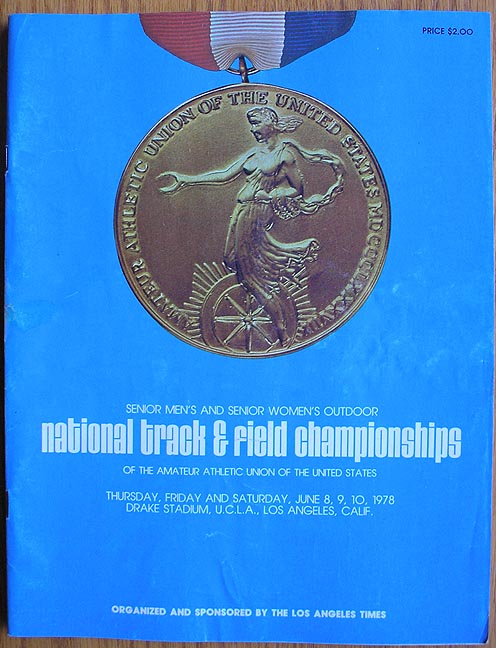 PRICE $2.00
AMATEUR ATHLETIC UNION OF THE UNITED STATES MDCCCLXXXVIII
SENIOR MEN'S AND SENIOR WOMEN'S OUTDOOR
national track & field championships
OF THE AMATEUR ATHLETIC UNION OF THE UNITED STATES
THURSDAY, FRIDAY AND SATURDAY, JUNE 8, 9, 10, 1978
DRAKE STADIUM, U.C.L.A., LOS ANGELES, CALIF.
ORGANIZED AND SPONSORED BY THE LOS ANGELES TIMES